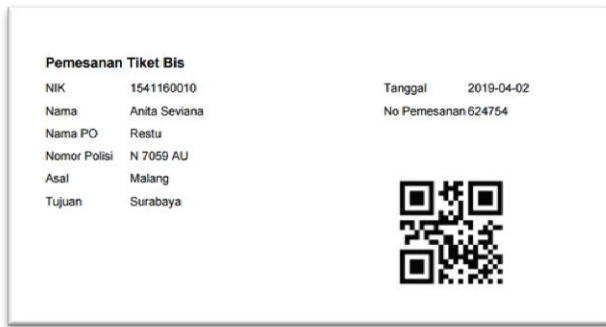 Pemesanan Tiket Bis
NIK 1541160010 Tanggal 2019-04-02
Nama Anita Seviana No Pemesanan 624754
Nama PO Restu
Nomor Polisi N 7059 AU
Asal Malang
Tujuan Surabaya